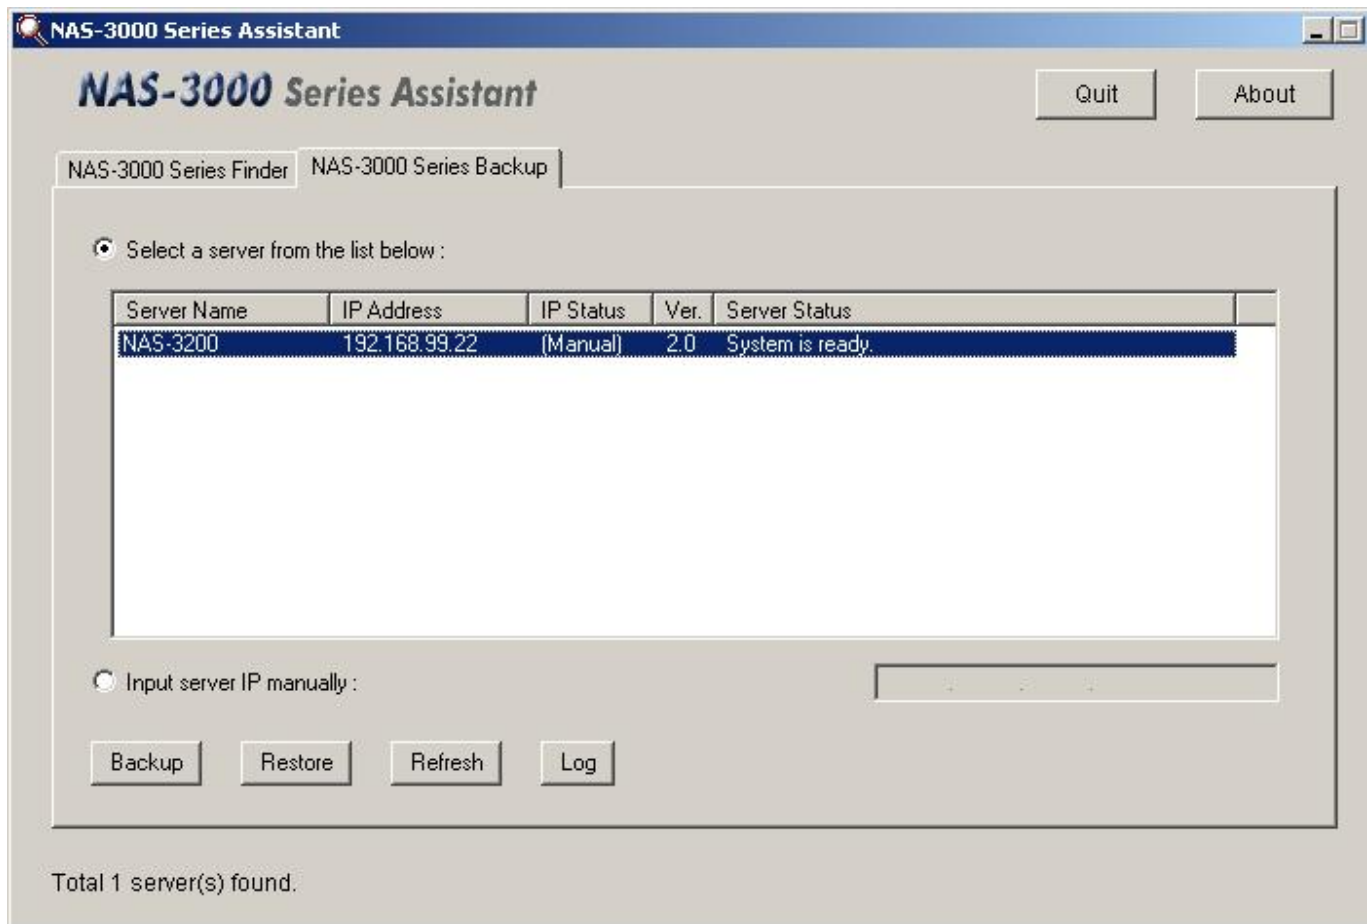 NAS-3000 Series Assistant
NAS-3000 Series Assistant
Quit
About
NAS-3000 Series Finder
NAS-3000 Series Backup
Select a server from the list below :
Server Name IP Address IP Status Ver. Server Status
NAS-3200 192.168.99.22 (Manual) 2.0 System is ready.
Input server IP manually :
. . .
Backup
Restore
Refresh
Log
Total 1 server(s) found.